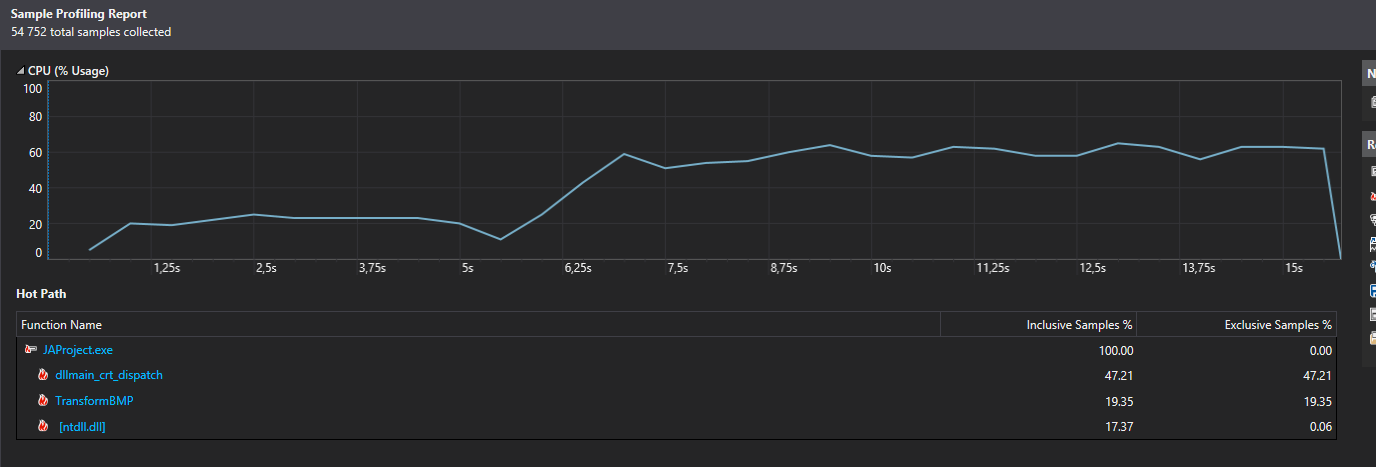 Sample Profiling Report
54 752 total samples collected
CPU (% Usage)
100
80
60
40
20
0
1,25s 2,5s 3,75s 5s 6,25s 7,5s 8,75s 10s 11,25s 12,5s 13,75s 15s
Hot Path
Function Name Inclusive Samples % Exclusive Samples %
JAProject.exe 100.00 0.00
dllmain_crt_dispatch 47.21 47.21
TransformBMP 19.35 19.35
[ntdll.dll] 17.37 0.06
N